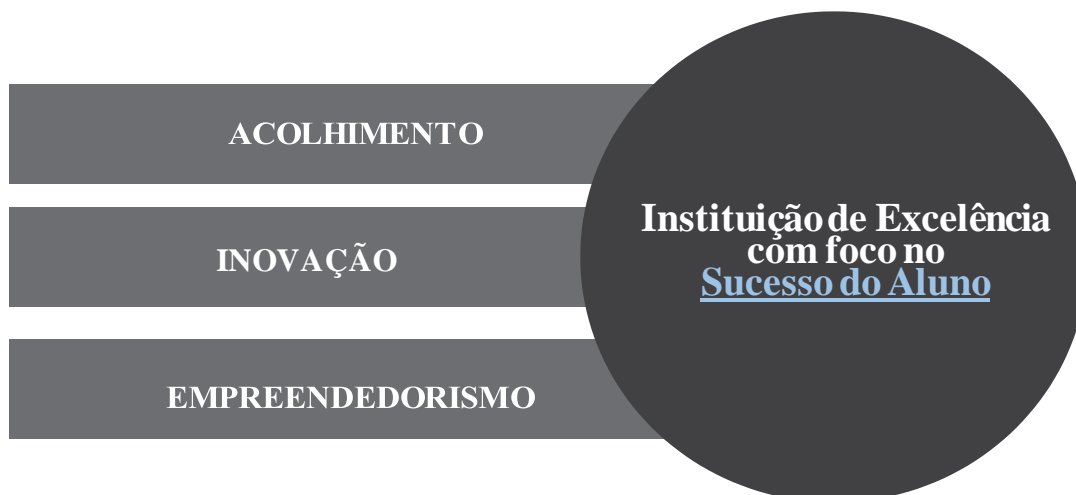 ACOLHIMENTO
INOVAÇÃO
EMPREENDEDORISMO
Instituição de Excelência
com foco no
Sucesso do Aluno